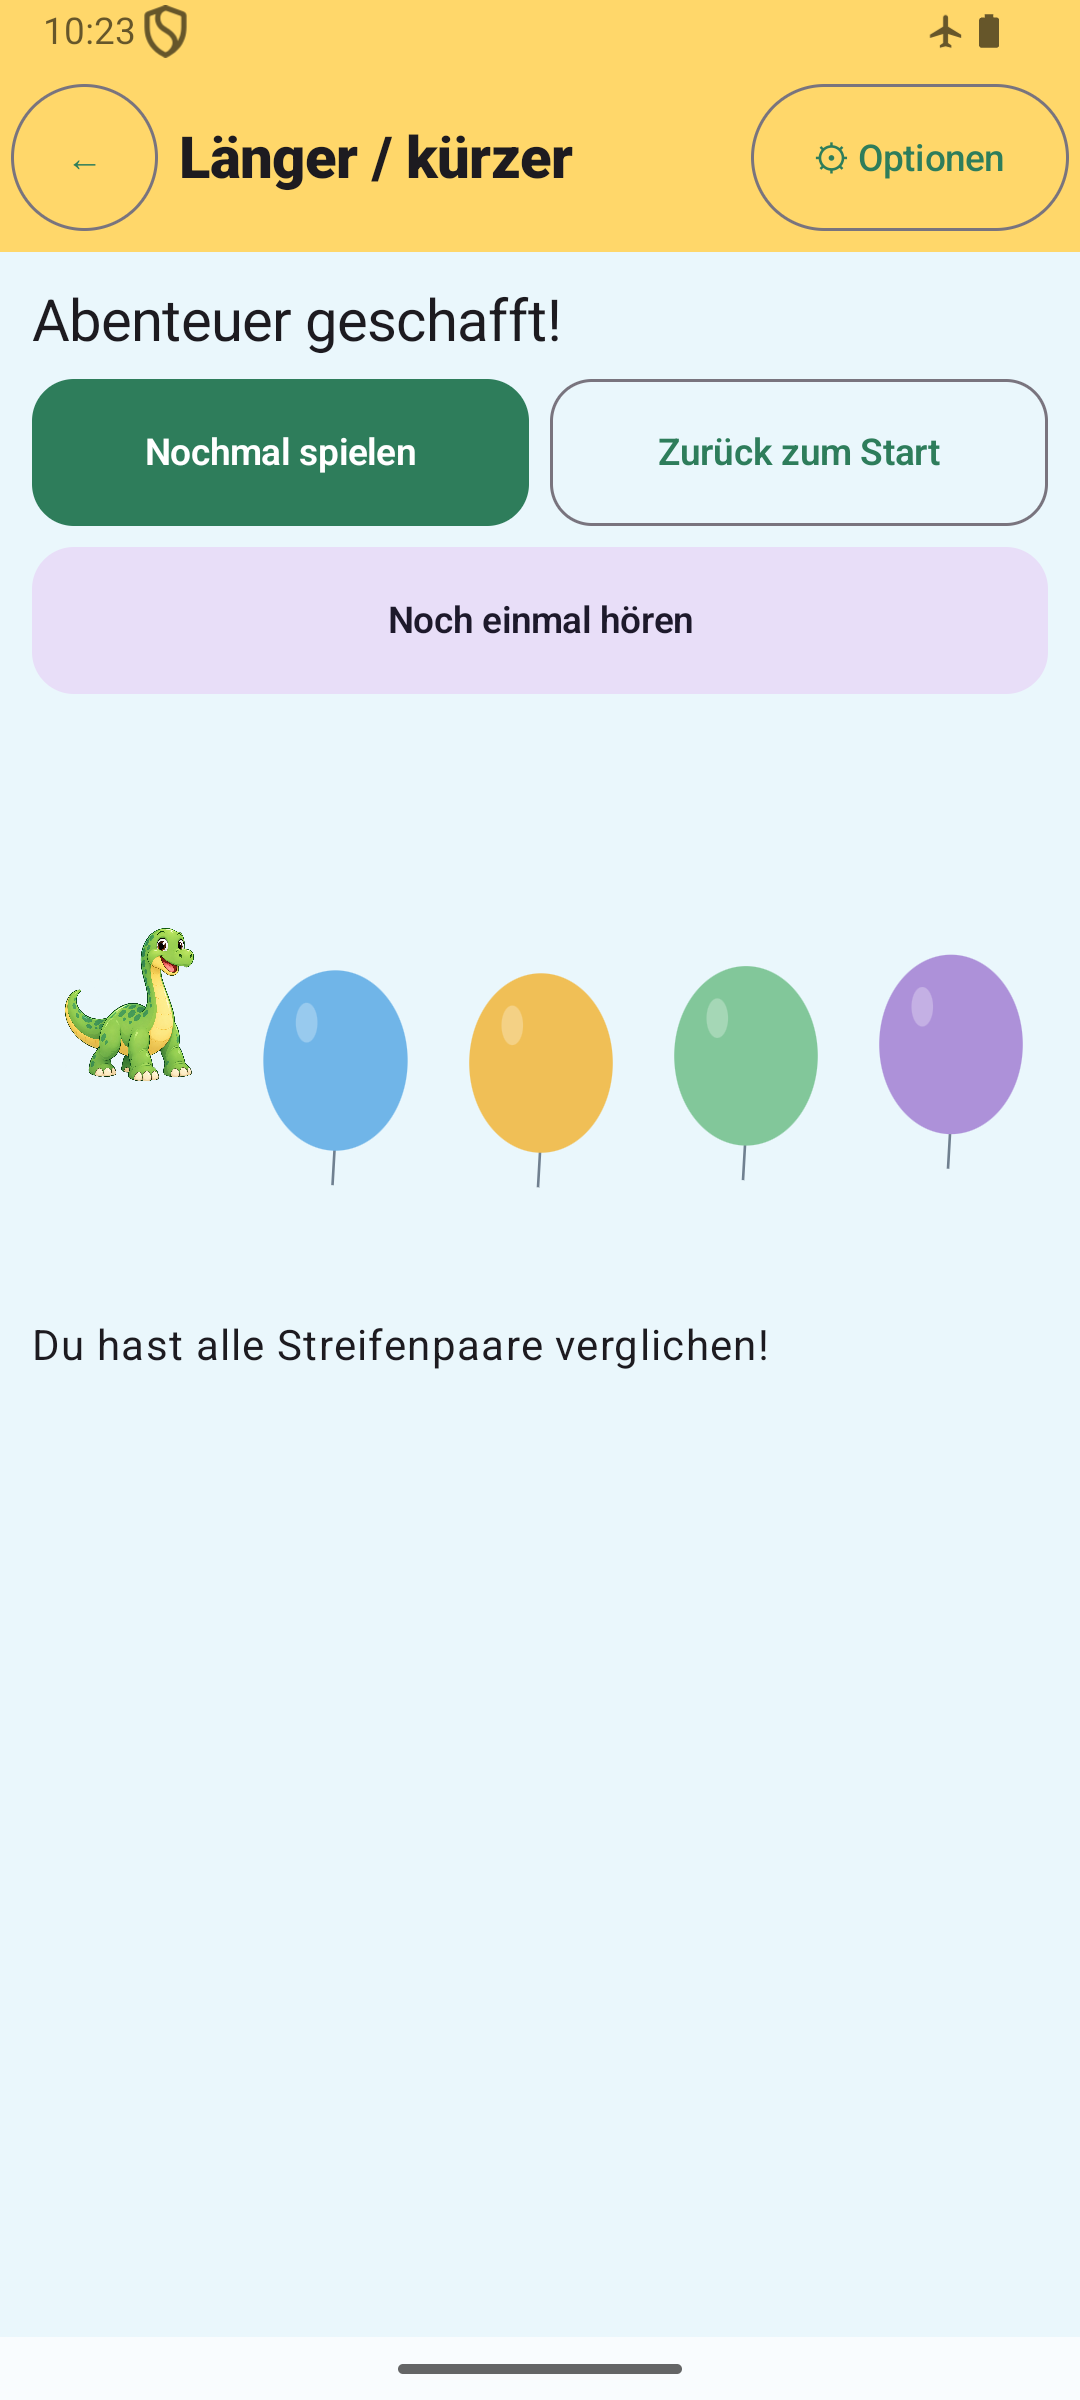 10:23
← Länger / kürzer ⚙ Optionen
Abenteuer geschafft!
Nochmal spielen Zurück zum Start
Noch einmal hören
Du hast alle Streifenpaare verglichen!